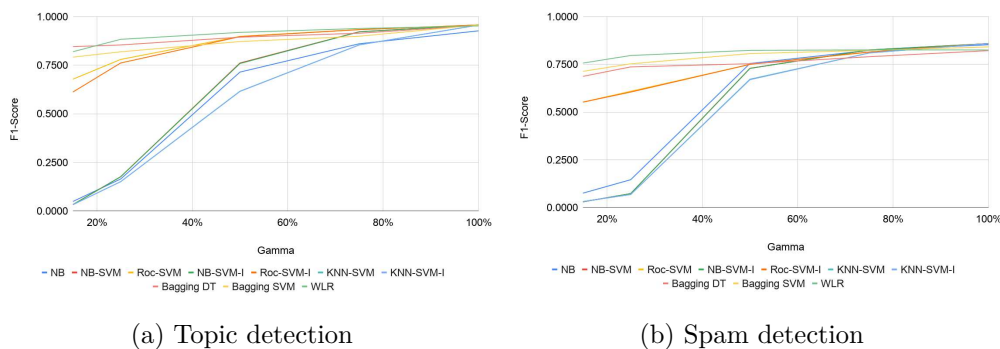 1.0000
0.7500
0.5000
0.2500
0.0000
F1-Score
20%
40%
60%
80%
100%
Gamma
NB
NB-SVM
Roc-SVM
NB-SVM-I
Roc-SVM-I
KNN-SVM
KNN-SVM-I
Bagging DT
Bagging SVM
WLR
(a) Topic detection
1.0000
0.7500
0.5000
0.2500
0.0000
F1-Score
20%
40%
60%
80%
100%
Gamma
NB
NB-SVM
Roc-SVM
NB-SVM-I
Roc-SVM-I
KNN-SVM
KNN-SVM-I
Bagging DT
Bagging SVM
WLR
(b) Spam detection